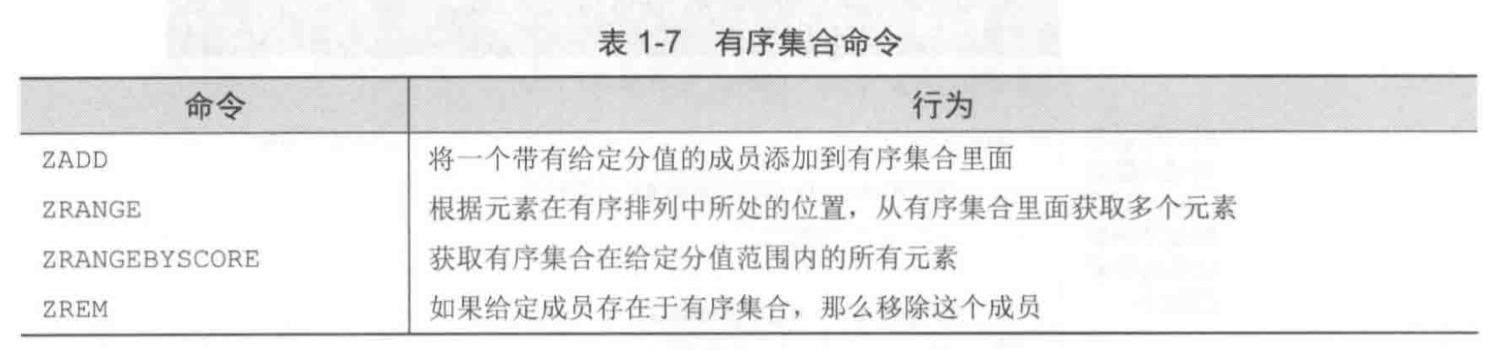 表 1-7 有序集合命令
命令 行为
ZADD 将一个带有给定分值的成员添加到有序集合里面
ZRANGE 根据元素在有序排列中所处的位置，从有序集合里面获取多个元素
ZRANGEBYSCORE 获取有序集合在给定分值范围内的所有元素
ZREM 如果给定成员存在于有序集合，那么移除这个成员